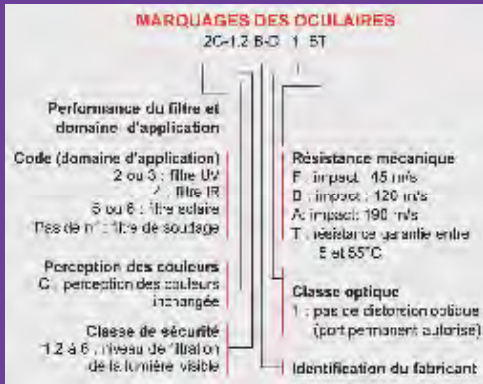 MARQUAGES DES OCULAIRES
2C-1.2 B-D 1 BT
Performance du filtre et
domaine d'application
Code (domaine d'application)
2 ou 3 : filtre UV
4 : filtre IR
5 ou 6 : filtre solaire
Pas de n° : filtre de soudage
Perception des couleurs
C : perception des couleurs
inchangée
Classe de sécurité
1.2 à 6 : niveau de filtration
de la lumière visible
Résistance mécanique
F : impact : 45 m/s
B : impact : 120 m/s
A : impact : 190 m/s
T : résistance garantie entre
5 et 55°C
Classe optique
1 : pas de distorsion optique
(port permanent autorisé)
Identification du fabricant